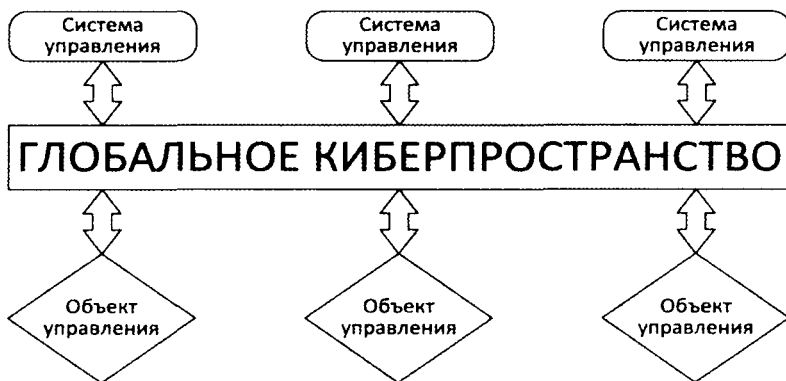 Система
управления
Система
управления
Система
управления
ГЛОБАЛЬНОЕ КИБЕРПРОСТРАНСТВО
Объект
управления
Объект
управления
Объект
управления